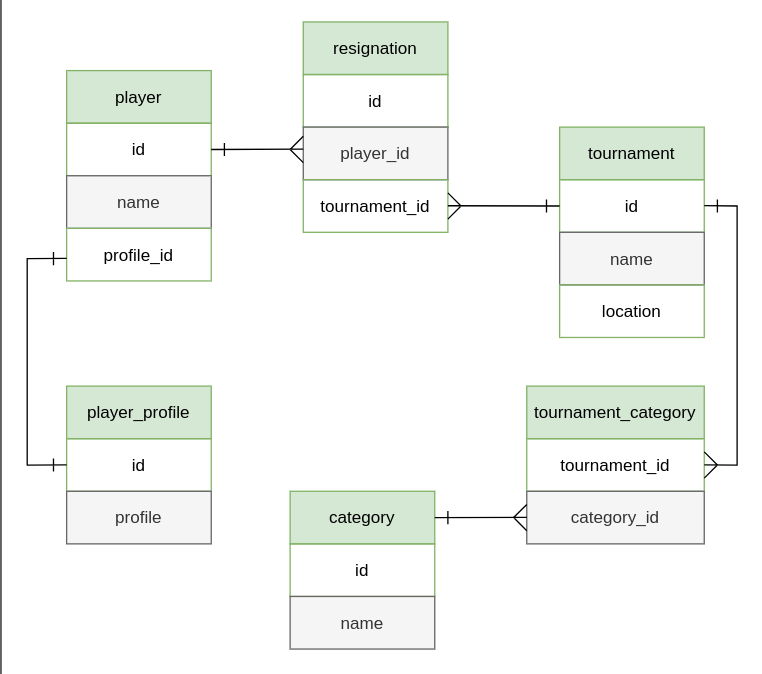 player
id
name
profile_id
resignation
id
player_id
tournament_id
tournament
id
name
location
player_profile
id
profile
category
id
name
tournament_category
tournament_id
category_id